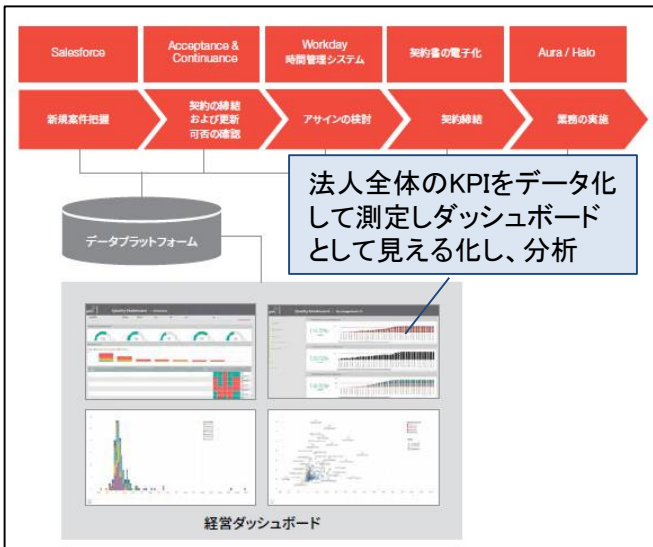 Salesforce
Acceptance &
Continuance
Workday
時間管理システム
契約書の電子化
Aura / Halo
新規案件把握
契約の締結
および更新
可否の確認
アサインの検討
契約締結
業務の実施
法人全体のKPIをデータ化
して測定しダッシュボード
として見える化し、分析
データプラットフォーム
経営ダッシュボード